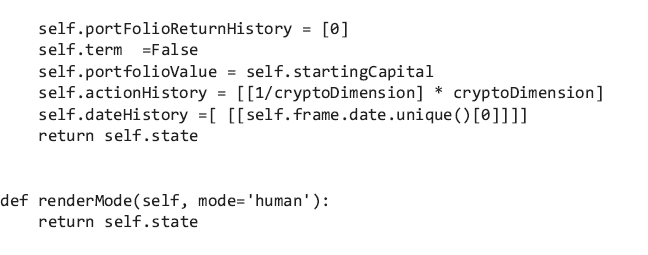 self.portFolioReturnHistory = [0]
    self.term  =False
    self.portfolioValue = self.startingCapital
    self.actionHistory = [[1/cryptoDimension] * cryptoDimension]
    self.dateHistory =[ [[self.frame.date.unique()[0]]]]
    return self.state
def renderMode(self, mode='human'):
    return self.state